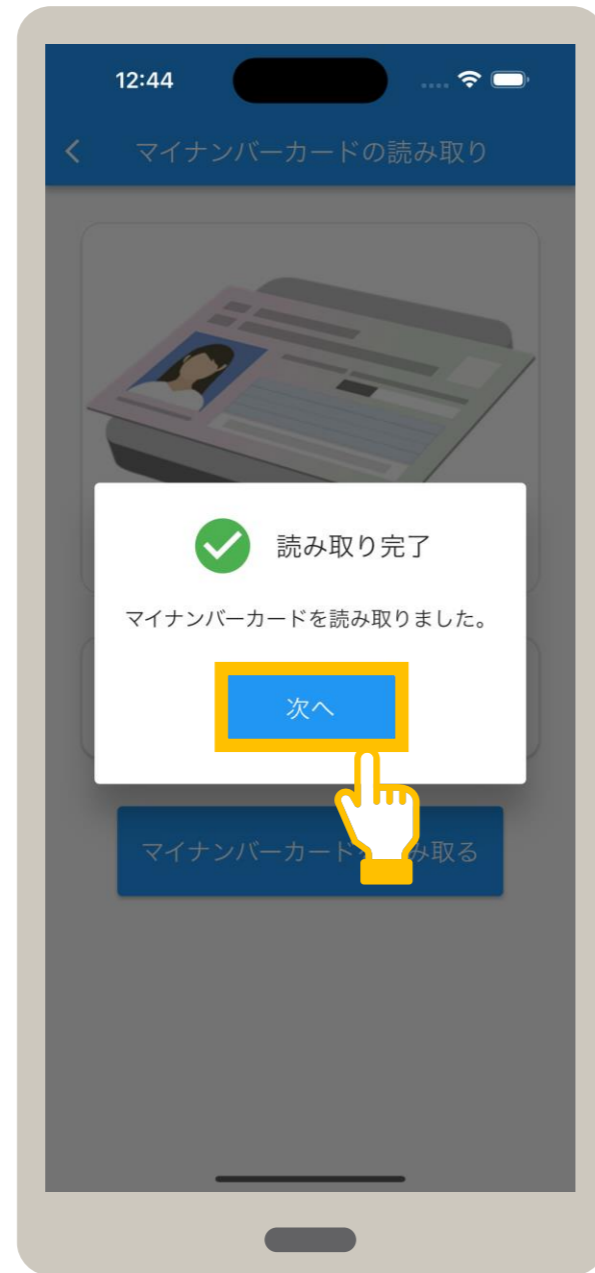 12:44
マイナンバーカードの読み取り
読み取り完了
マイナンバーカードを読み取りました。
次へ
マイナンバーカード み取る